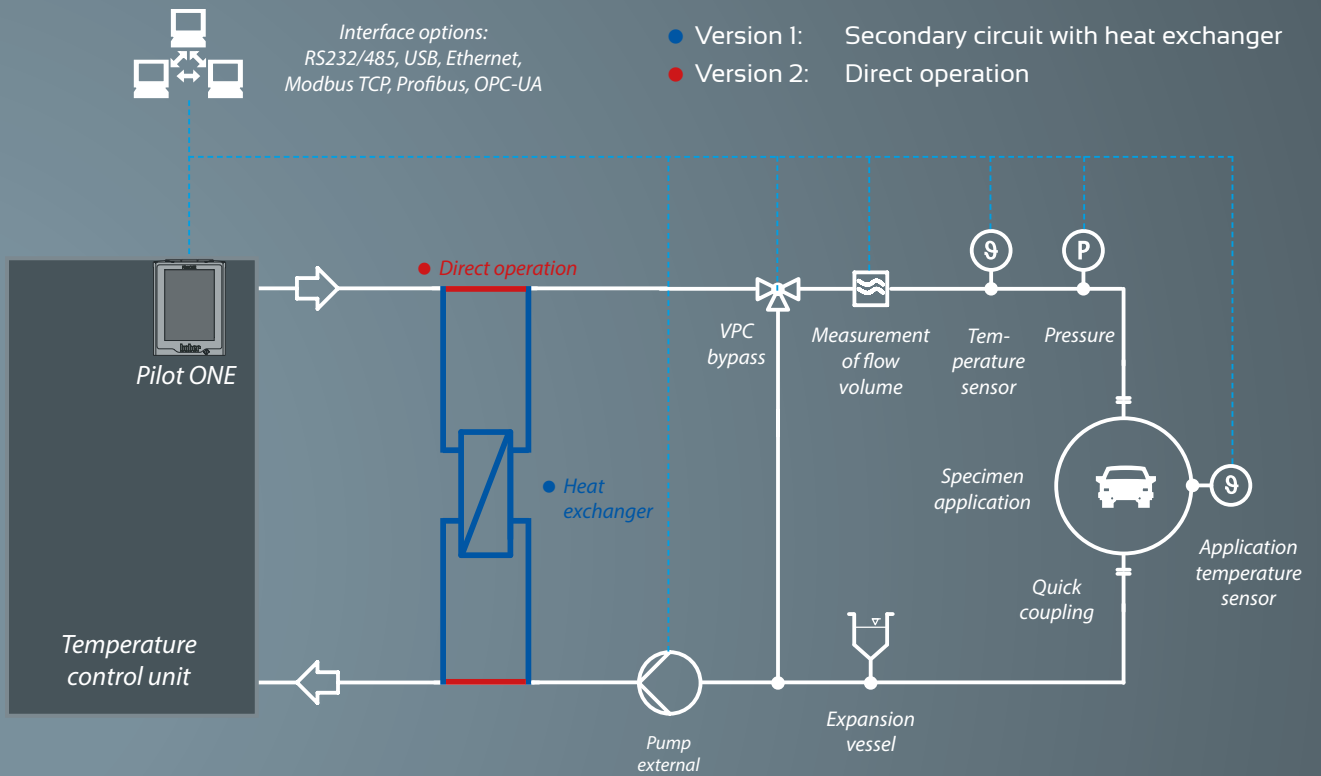 Interface options:
RS232/485, USB, Ethernet,
Modbus TCP, Profibus, OPC-UA
● Version 1: Secondary circuit with heat exchanger
● Version 2: Direct operation
huber
Pilot ONE
Temperature
control unit
● Direct operation
● Heat
exchanger
VPC
bypass
Measurement
of flow
volume
ϑ
Tem-
perature
sensor
P
Pressure
Specimen
application
ϑ
Application
temperature
sensor
Quick
coupling
Expansion
vessel
Pump
external